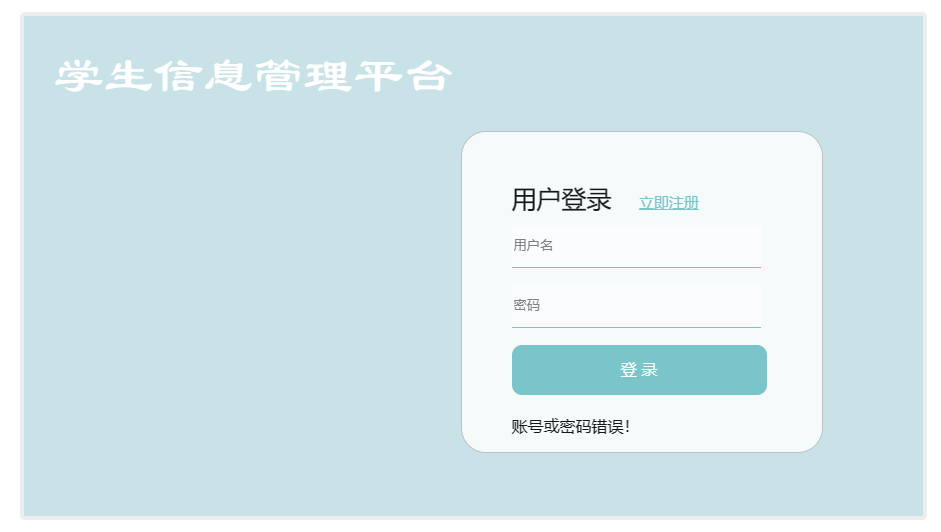 学生信息管理平台
用户登录 立即注册
用户名
密码
登 录
账号或密码错误!